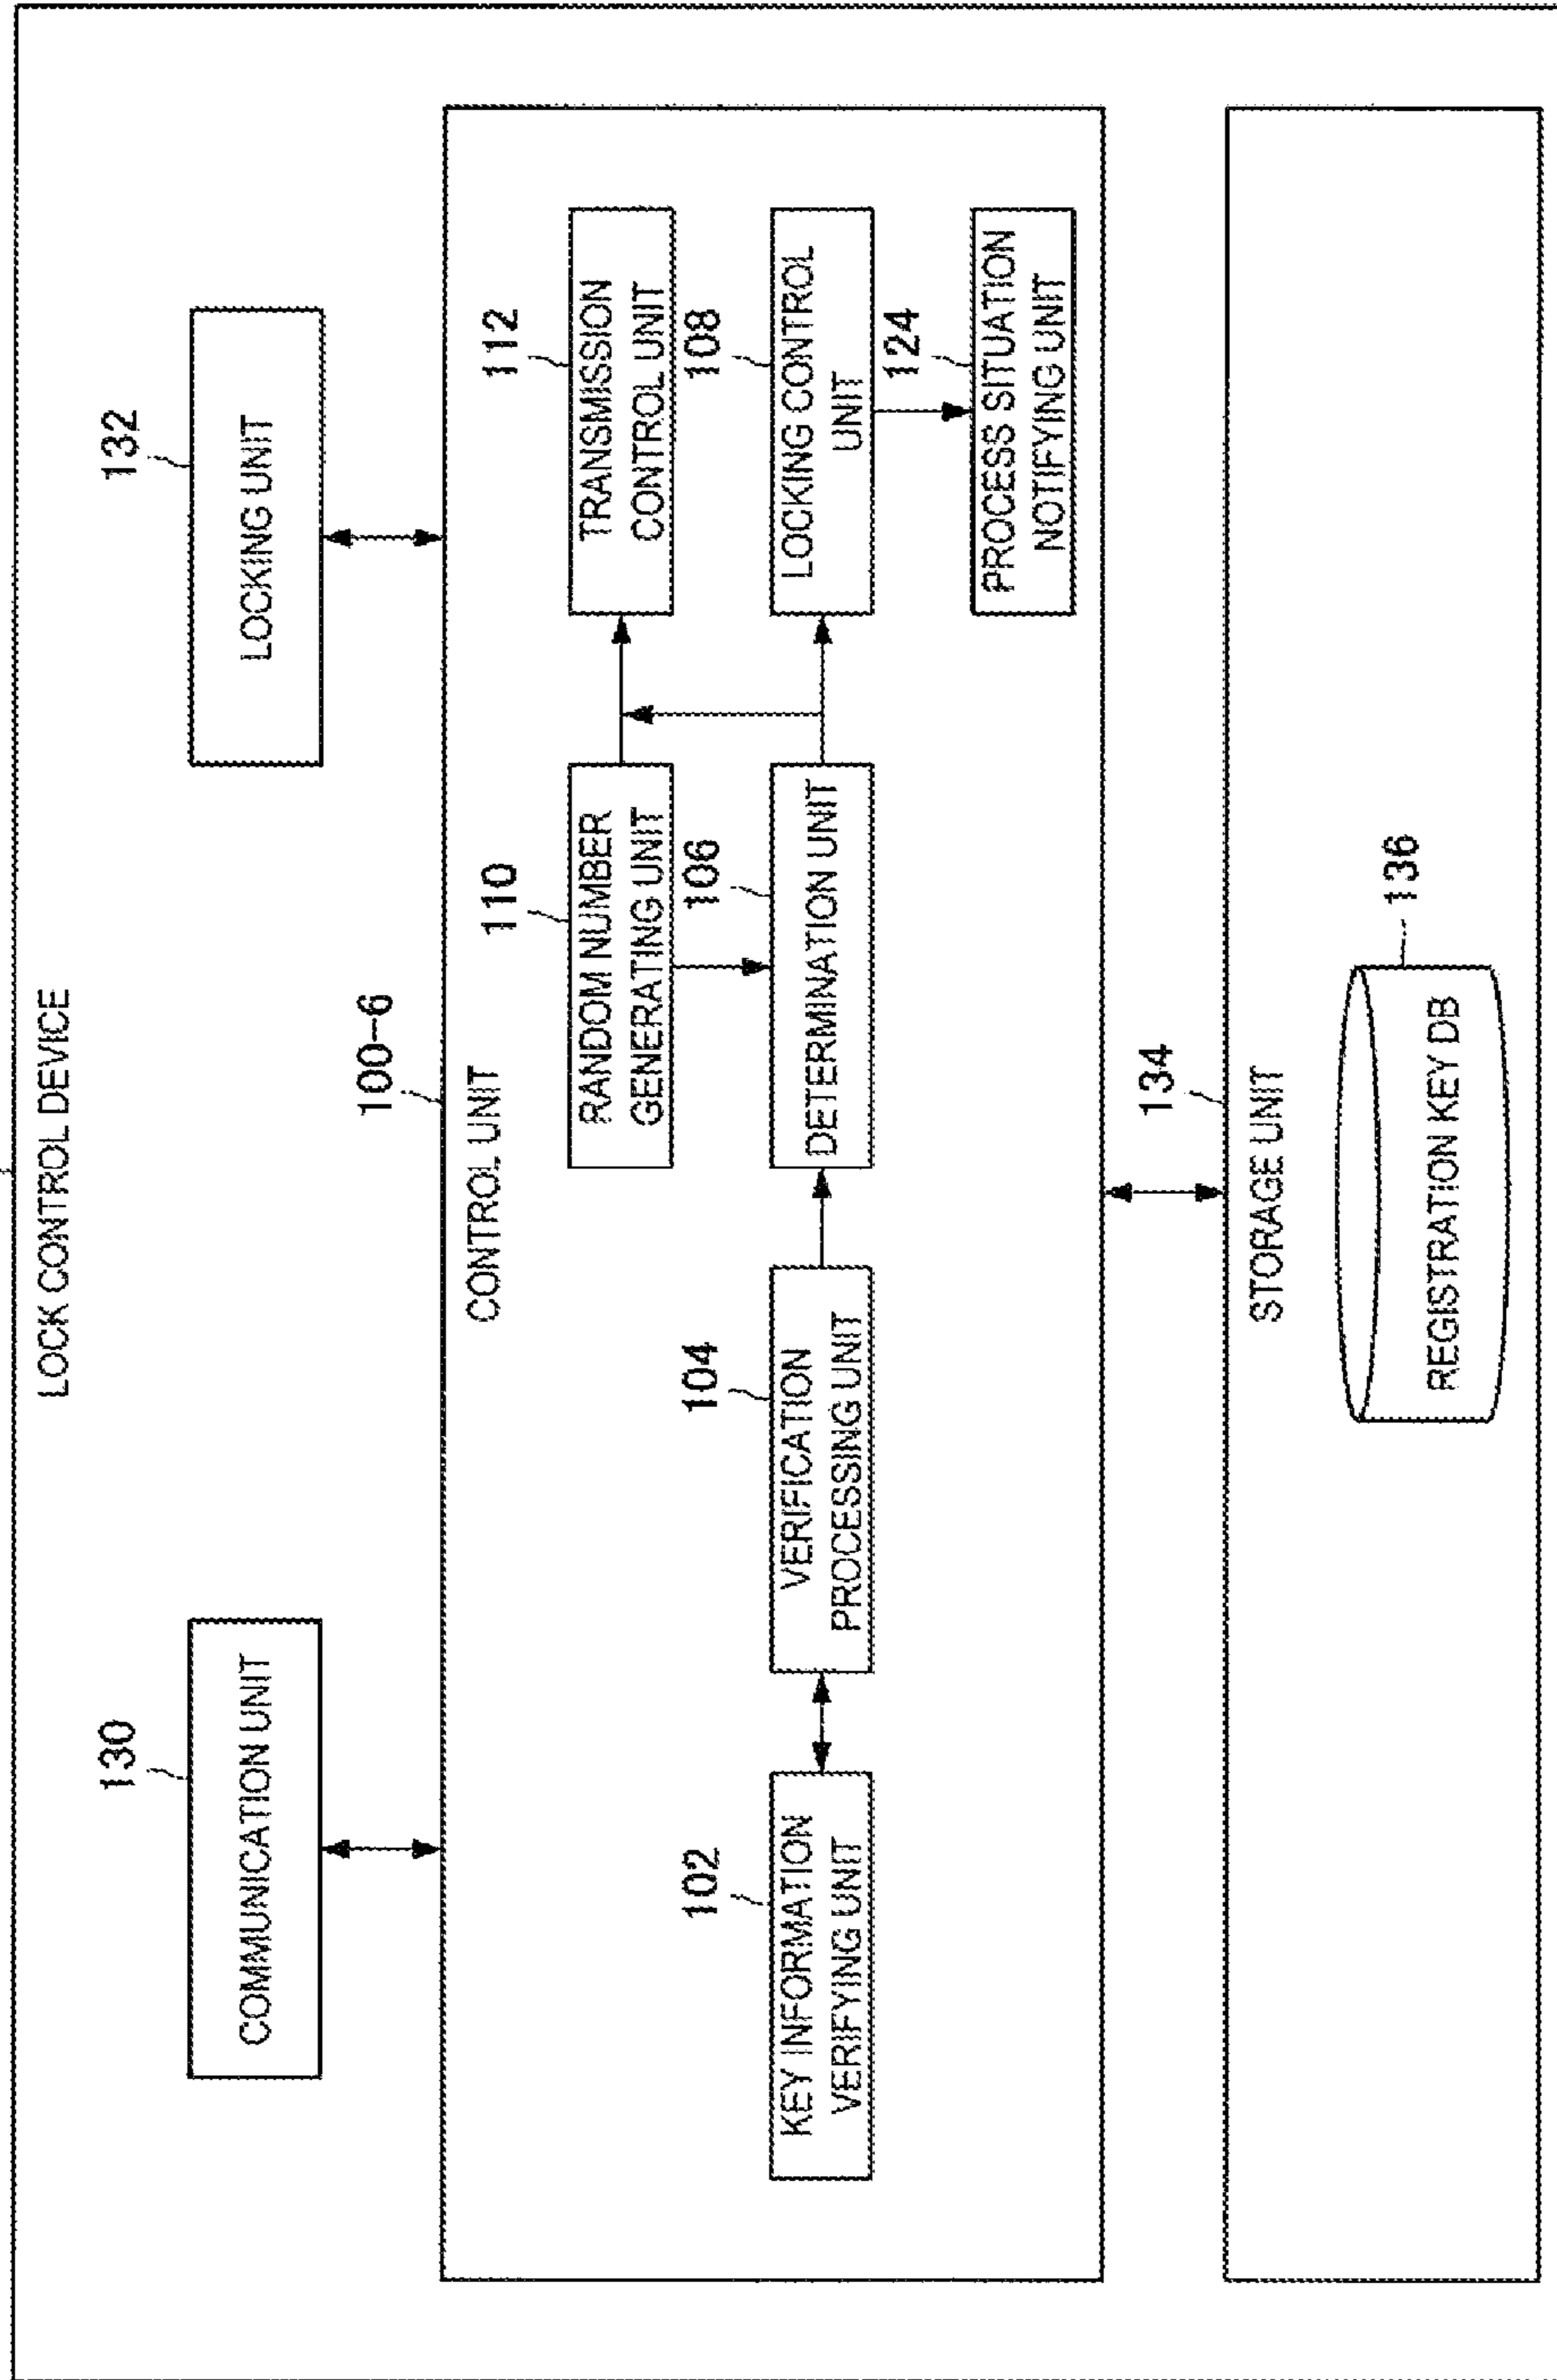 LOCK CONTROL DEVICE
130
COMMUNICATION UNIT
132
LOCKING UNIT
100-6
CONTROL UNIT
110
RANDOM NUMBER
GENERATING UNIT
112
TRANSMISSION
CONTROL UNIT
102
KEY INFORMATION
VERIFYING UNIT
104
VERIFICATION
PROCESSING UNIT
106
DETERMINATION UNIT
108
LOCKING CONTROL
UNIT
124
PROCESS SITUATION
NOTIFYING UNIT
134
STORAGE UNIT
136
REGISTRATION KEY DB